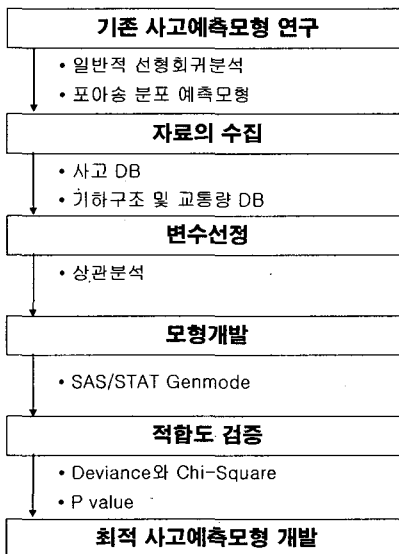 기존 사고예측모형 연구
• 일반적 선형회귀분석
• 포아송 분포 예측모형
자료의 수집
• 사고 DB
• 기하구조 및 교통량 DB
변수선정
• 상관분석
모형개발
• SAS/STAT Genmode
적합도 검증
• Deviance와 Chi-Square
• P value
최적 사고예측모형 개발